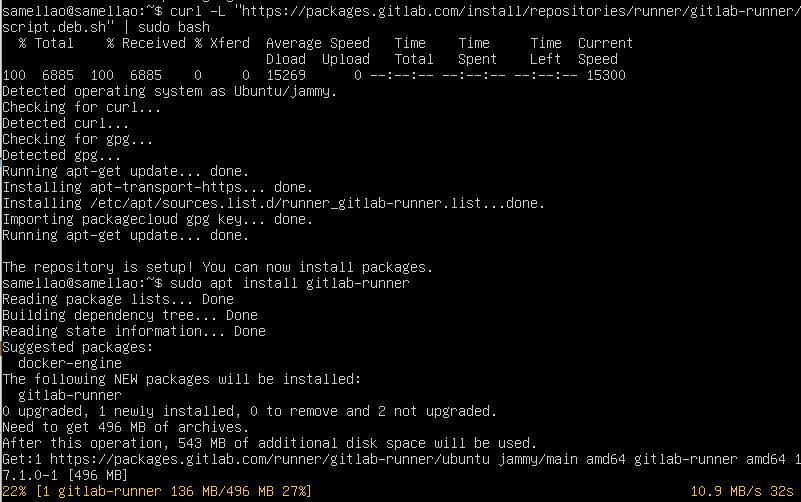 samellao@samellao:~$ curl -L "https://packages.gitlab.com/install/repositories/runner/gitlab-runner/
script.deb.sh" | sudo bash
  % Total    % Received % Xferd  Average Speed   Time    Time     Time  Current
                                 Dload  Upload   Total   Spent    Left  Speed
100  6885  100  6885    0     0  15269      0 --:--:-- --:--:-- --:--:-- 15300
Detected operating system as Ubuntu/jammy.
Checking for curl...
Detected curl...
Checking for gpg...
Detected gpg...
Running apt-get update... done.
Installing apt-transport-https... done.
Installing /etc/apt/sources.list.d/runner_gitlab-runner.list...done.
Importing packagecloud gpg key... done.
Running apt-get update... done.
The repository is setup! You can now install packages.
samellao@samellao:~$ sudo apt install gitlab-runner
Reading package lists... Done
Building dependency tree... Done
Reading state information... Done
Suggested packages:
  docker-engine
The following NEW packages will be installed:
  gitlab-runner
0 upgraded, 1 newly installed, 0 to remove and 2 not upgraded.
Need to get 496 MB of archives.
After this operation, 543 MB of additional disk space will be used.
Get:1 https://packages.gitlab.com/runner/gitlab-runner/ubuntu jammy/main amd64 gitlab-runner amd64 1
7.1.0-1 [496 MB]
22% [1 gitlab-runner 136 MB/496 MB 27%] 10.9 MB/s 32s